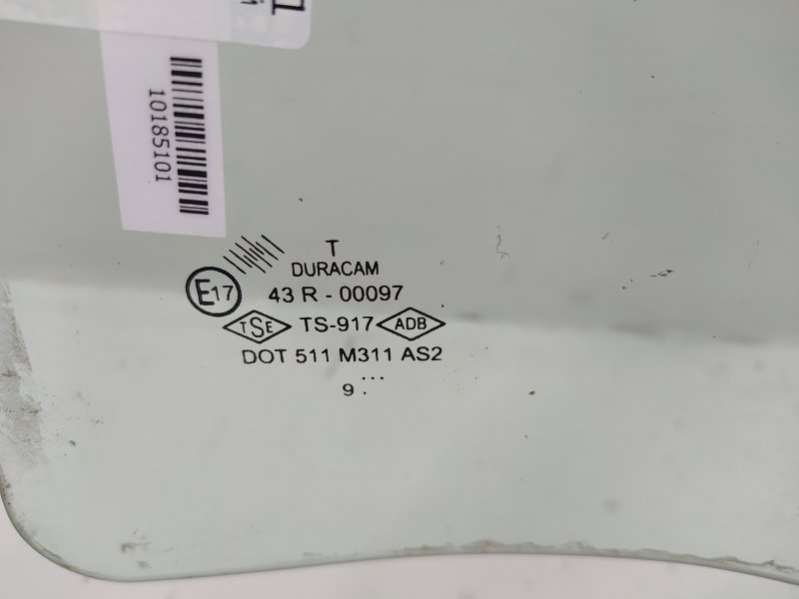 10185101
T
DURACAM
E17 43 R - 00097
TSE TS-917 ADB
DOT 511 M311 AS2
...
9 .